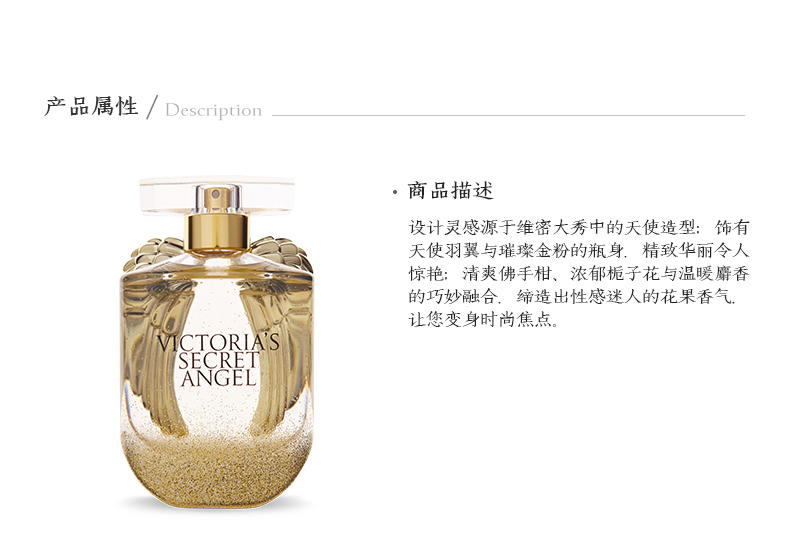 产品属性 / Description
• 商品描述
设计灵感源于维密大秀中的天使造型；饰有
天使羽翼与璀璨金粉的瓶身，精致华丽令人
惊艳；清爽佛手柑、浓郁栀子花与温暖麝香
的巧妙融合，缔造出性感迷人的花果香气，
让您变身时尚焦点。
VICTORIA'S
SECRET
ANGEL